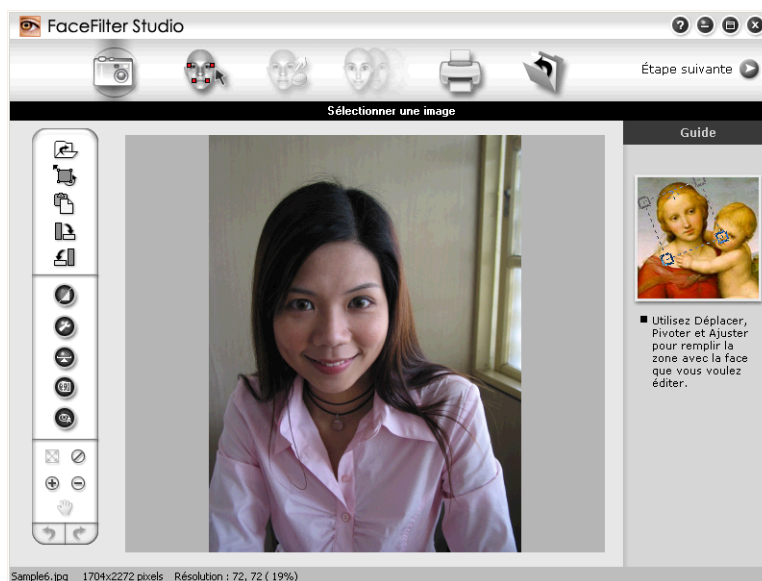 FaceFilter Studio
Étape suivante
Sélectionner une image
Guide
Utilisez Déplacer,
Pivoter et Ajuster
pour remplir la
zone avec la face
que vous voulez
éditer.
Sample6.jpg 1704x2272 pixels Résolution : 72, 72 ( 19%)